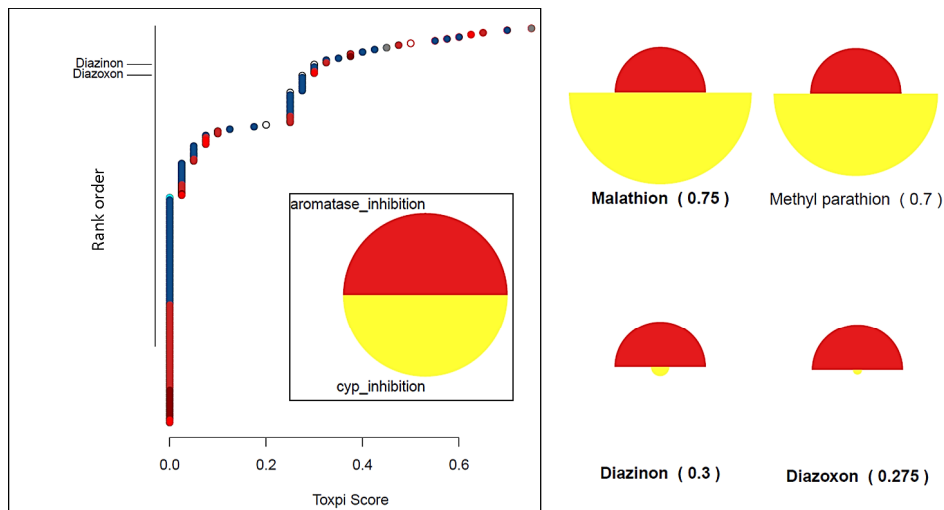 Diazinon
Diazoxon
Rank order
aromatase_inhibition
cyp_inhibition
0.0 0.2 0.4 0.6
Toxpi Score
Malathion ( 0.75) Methyl parathion ( 0.7)
Diazinon ( 0.3) Diazoxon ( 0.275)